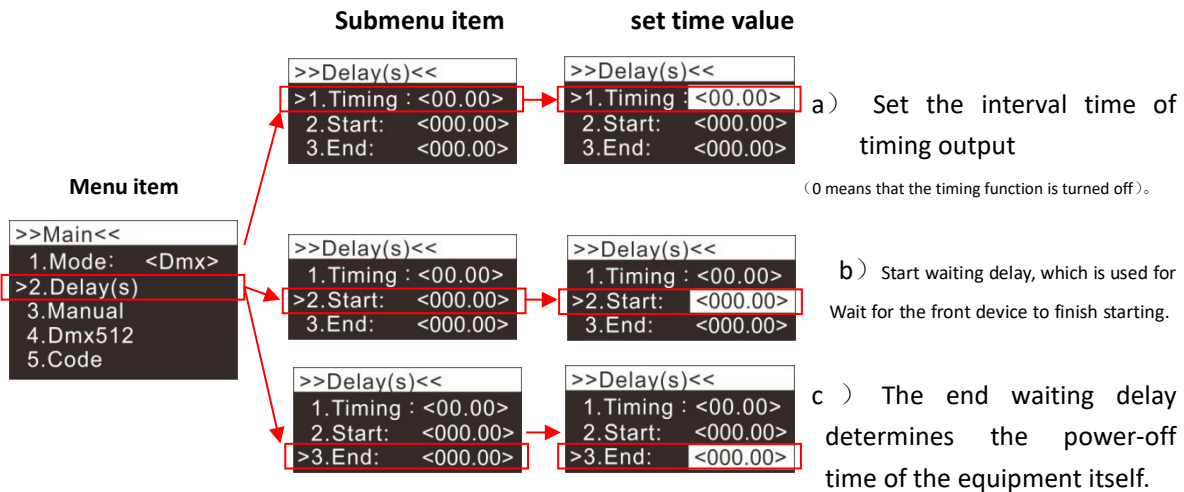 Submenu item
set time value
>>Delay(s)<<
>1.Timing：<00.00>
2.Start: <000.00>
3.End: <000.00>
>>Delay(s)<<
>1.Timing：<00.00>
2.Start: <000.00>
3.End: <000.00>
a） Set the interval time of
timing output
（0 means that the timing function is turned off）。
Menu item
>>Main<<
1.Mode: <Dmx>
>2.Delay(s)
3.Manual
4.Dmx512
5.Code
>>Delay(s)<<
1.Timing：<00.00>
>2.Start: <000.00>
3.End: <000.00>
>>Delay(s)<<
1.Timing：<00.00>
>2.Start: <000.00>
3.End: <000.00>
b） Start waiting delay, which is used for
Wait for the front device to finish starting.
>>Delay(s)<<
1.Timing：<00.00>
2.Start: <000.00>
>3.End: <000.00>
>>Delay(s)<<
1.Timing：<00.00>
2.Start: <000.00>
>3.End: <000.00>
c ） The end waiting delay
determines the power-off
time of the equipment itself.